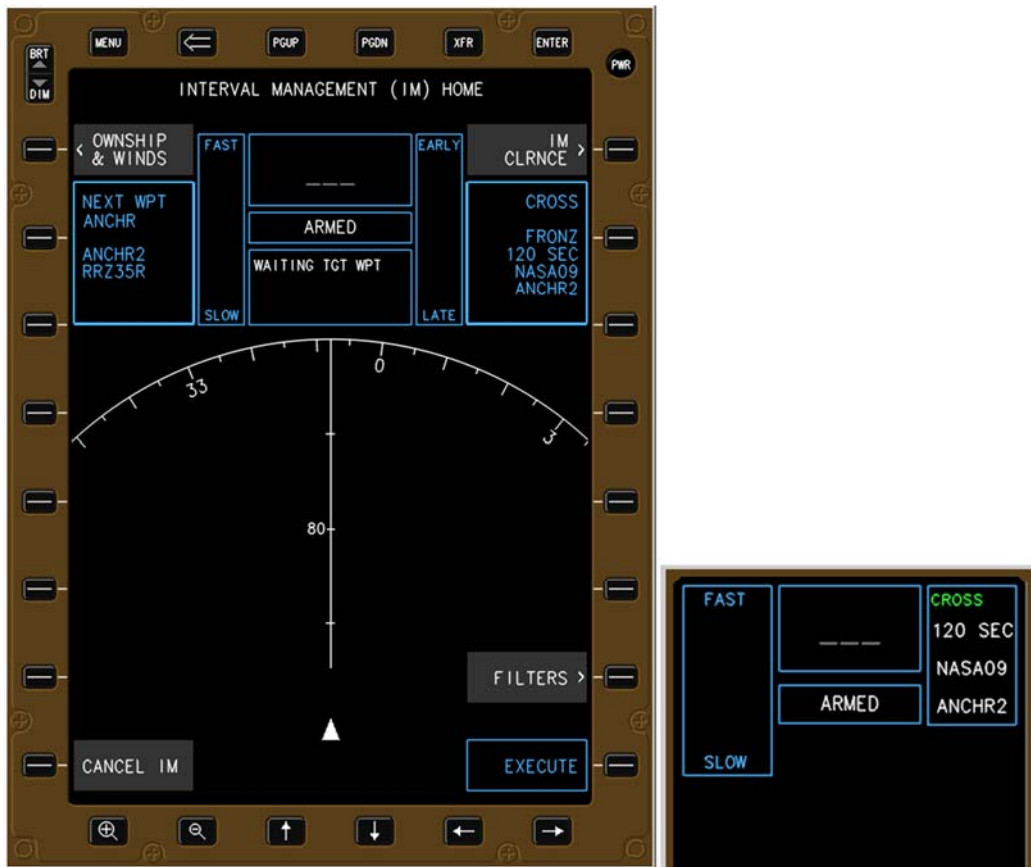 MENU
PGUP
PGDN
XFR
ENTER
BRT
DIM
PWR
INTERVAL MANAGEMENT (IM) HOME
< OWNSHIP
& WINDS
FAST
SLOW
---
ARMED
WAITING TGT WPT
EARLY
LATE
IM >
CLRNCE
NEXT WPT
ANCHR
ANCHR2
RRZ35R
CROSS
FRONZ
120 SEC
NASA09
ANCHR2
33
0
3
80
FILTERS >
CANCEL IM
EXECUTE
FAST
SLOW
---
ARMED
CROSS
120 SEC
NASA09
ANCHR2